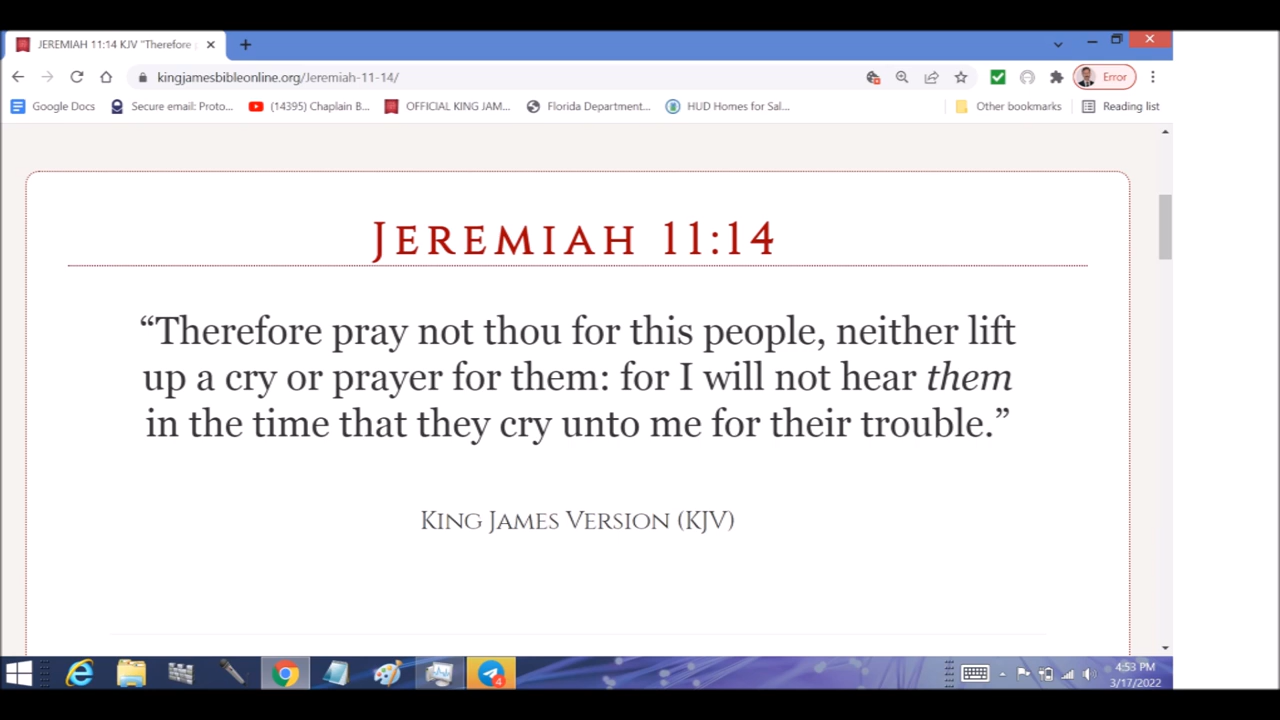 JEREMIAH 11:14 KJV "Therefore
kingjamesbibleonline.org/Jeremiah-11-14/
Error
Google Docs
Secure email: Proto...
(14395) Chaplain B...
OFFICIAL KING JAM...
Florida Department...
HUD Homes for Sal...
Other bookmarks
Reading list
JEREMIAH 11:14
“Therefore pray not thou for this people, neither lift
up a cry or prayer for them: for I will not hear them
in the time that they cry unto me for their trouble.”
KING JAMES VERSION (KJV)
4
4:53 PM
3/17/2022